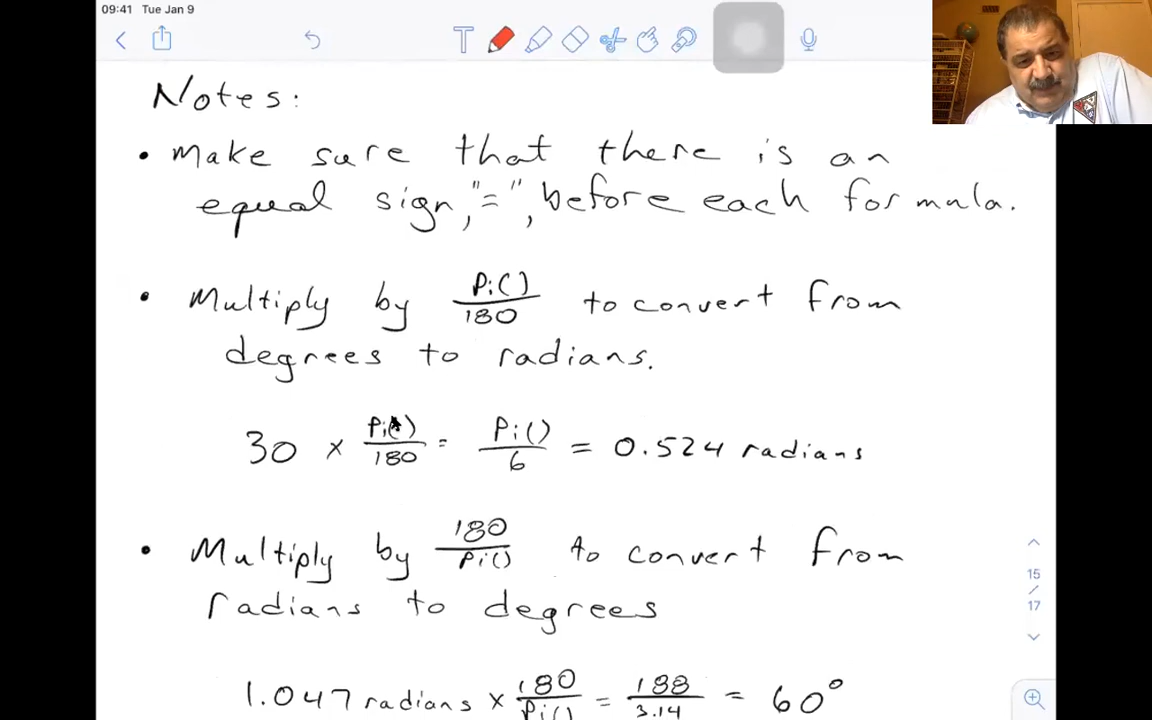 09:41 Tue Jan 9
T
Notes:
• Make sure that there is an
equal sign, "=", before each formula.
• Multiply by Pi()/180 to convert from
degrees to radians.
30 × Pi()/180 = Pi()/6 = 0.524 radians
• Multiply by 180/Pi() to convert from
radians to degrees
1.047 radians × 180/Pi() = 188/3.14 = 60°
15
/
17